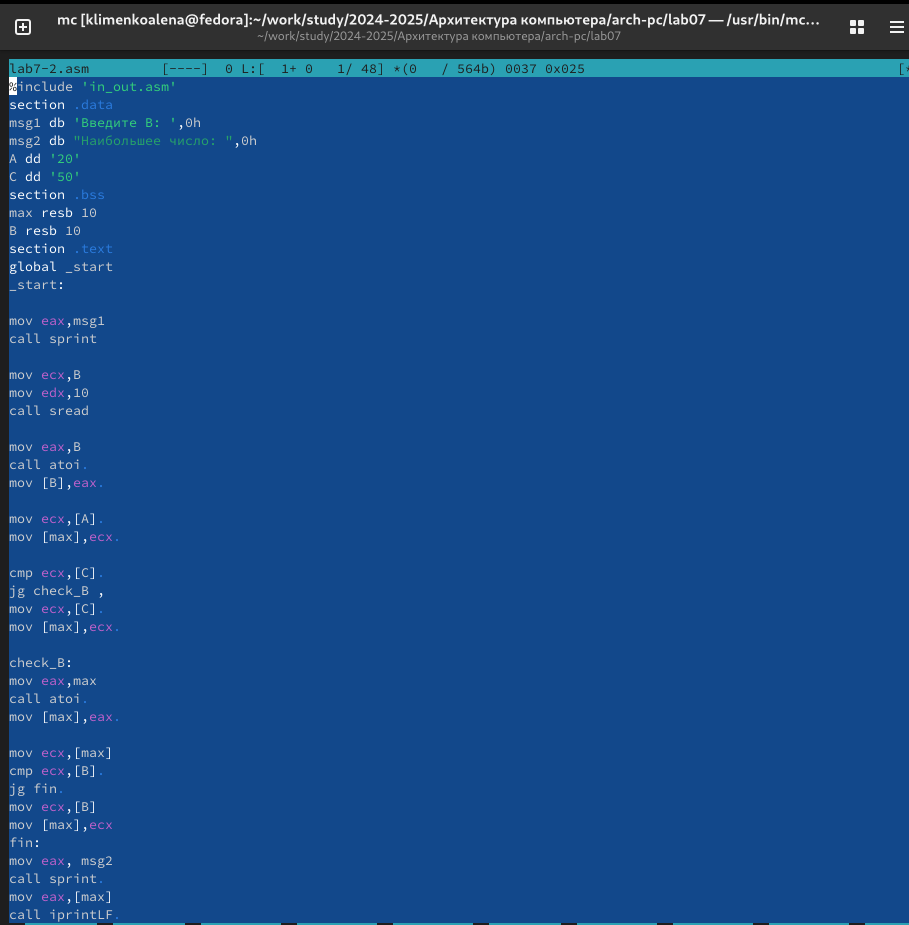 mc [klimenkoalena@fedora]:~/work/study/2024-2025/Архитектура компьютера/arch-pc/lab07 — /usr/bin/mc...
~/work/study/2024-2025/Архитектура компьютера/arch-pc/lab07
lab7-2.asm [----] 0 L:[ 1+ 0 1/ 48] *(0 / 564b) 0037 0x025 [*
%include 'in_out.asm'
section .data
msg1 db 'Введите B: ',0h
msg2 db "Наибольшее число: ",0h
A dd '20'
C dd '50'
section .bss
max resb 10
B resb 10
section .text
global _start
_start:
mov eax,msg1
call sprint
mov ecx,B
mov edx,10
call sread
mov eax,B
call atoi.
mov [B],eax.
mov ecx,[A].
mov [max],ecx.
cmp ecx,[C].
jg check_B ,
mov ecx,[C].
mov [max],ecx.
check_B:
mov eax,max
call atoi.
mov [max],eax.
mov ecx,[max]
cmp ecx,[B].
jg fin.
mov ecx,[B]
mov [max],ecx
fin:
mov eax, msg2
call sprint.
mov eax,[max]
call iprintLF.